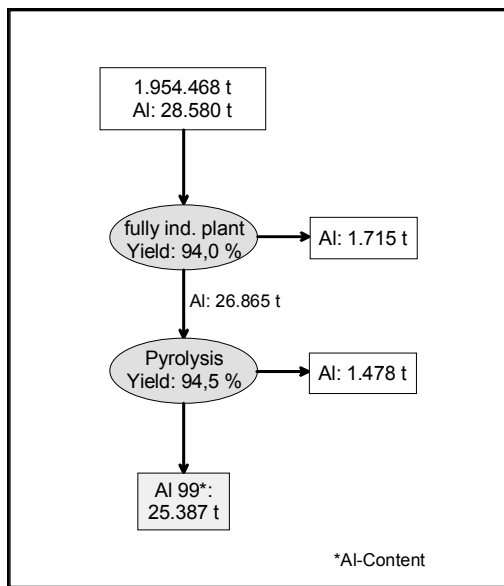 1.954.468 t
Al: 28.580 t
fully ind. plant
Yield: 94,0 %
Al: 1.715 t
Al: 26.865 t
Pyrolysis
Yield: 94,5 %
Al: 1.478 t
Al 99*:
25.387 t
*Al-Content